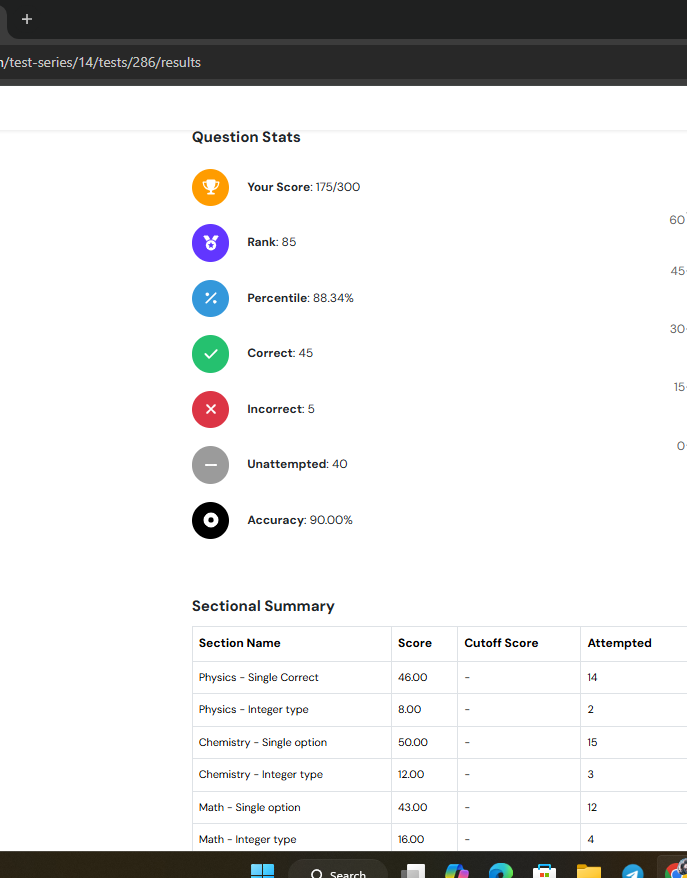 /test-series/14/tests/286/results
Question Stats
Your Score: 175/300
Rank: 85
Percentile: 88.34%
Correct: 45
Incorrect: 5
Unattempted: 40
Accuracy: 90.00%
60
45
30
15
0
Sectional Summary
Section Name Score Cutoff Score Attempted
Physics - Single Correct 46.00 - 14
Physics - Integer type 8.00 - 2
Chemistry - Single option 50.00 - 15
Chemistry - Integer type 12.00 - 3
Math - Single option 43.00 - 12
Math - Integer type 16.00 - 4
Search